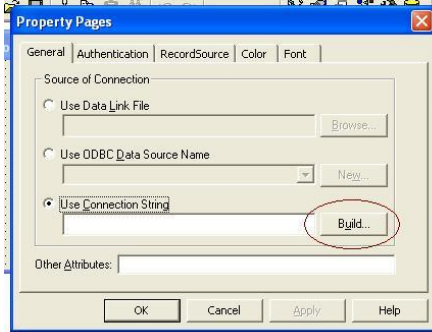 Property Pages
General Authentication RecordSource Color Font
Source of Connection
Use Data Link File
Browse...
Use ODBC Data Source Name
New...
Use Connection String
Build...
Other Attributes:
OK Cancel Apply Help